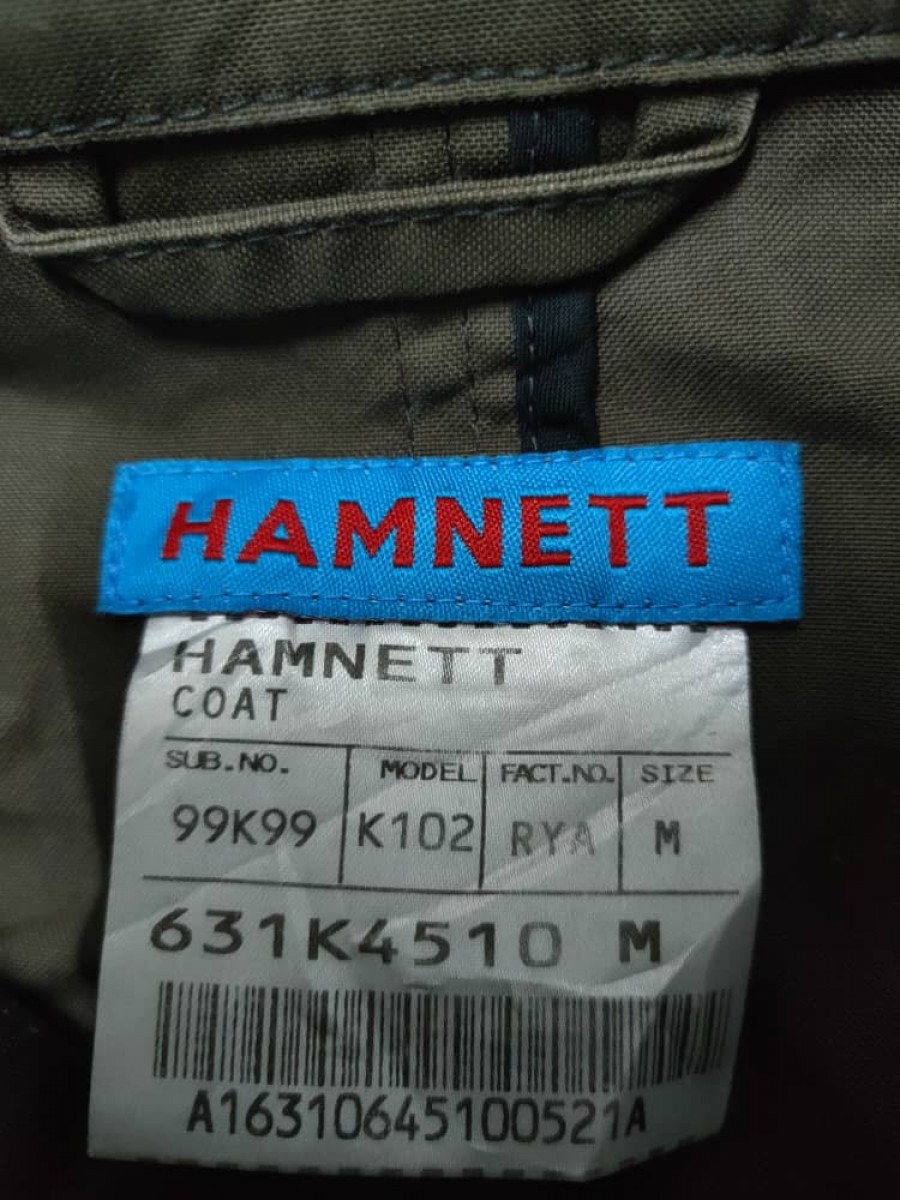 HAMNETT
HAMNETT
COAT
SUB.NO. MODEL FACT.NO. SIZE
99K99 K102 RYA M
631K4510 M
A16310645100521A